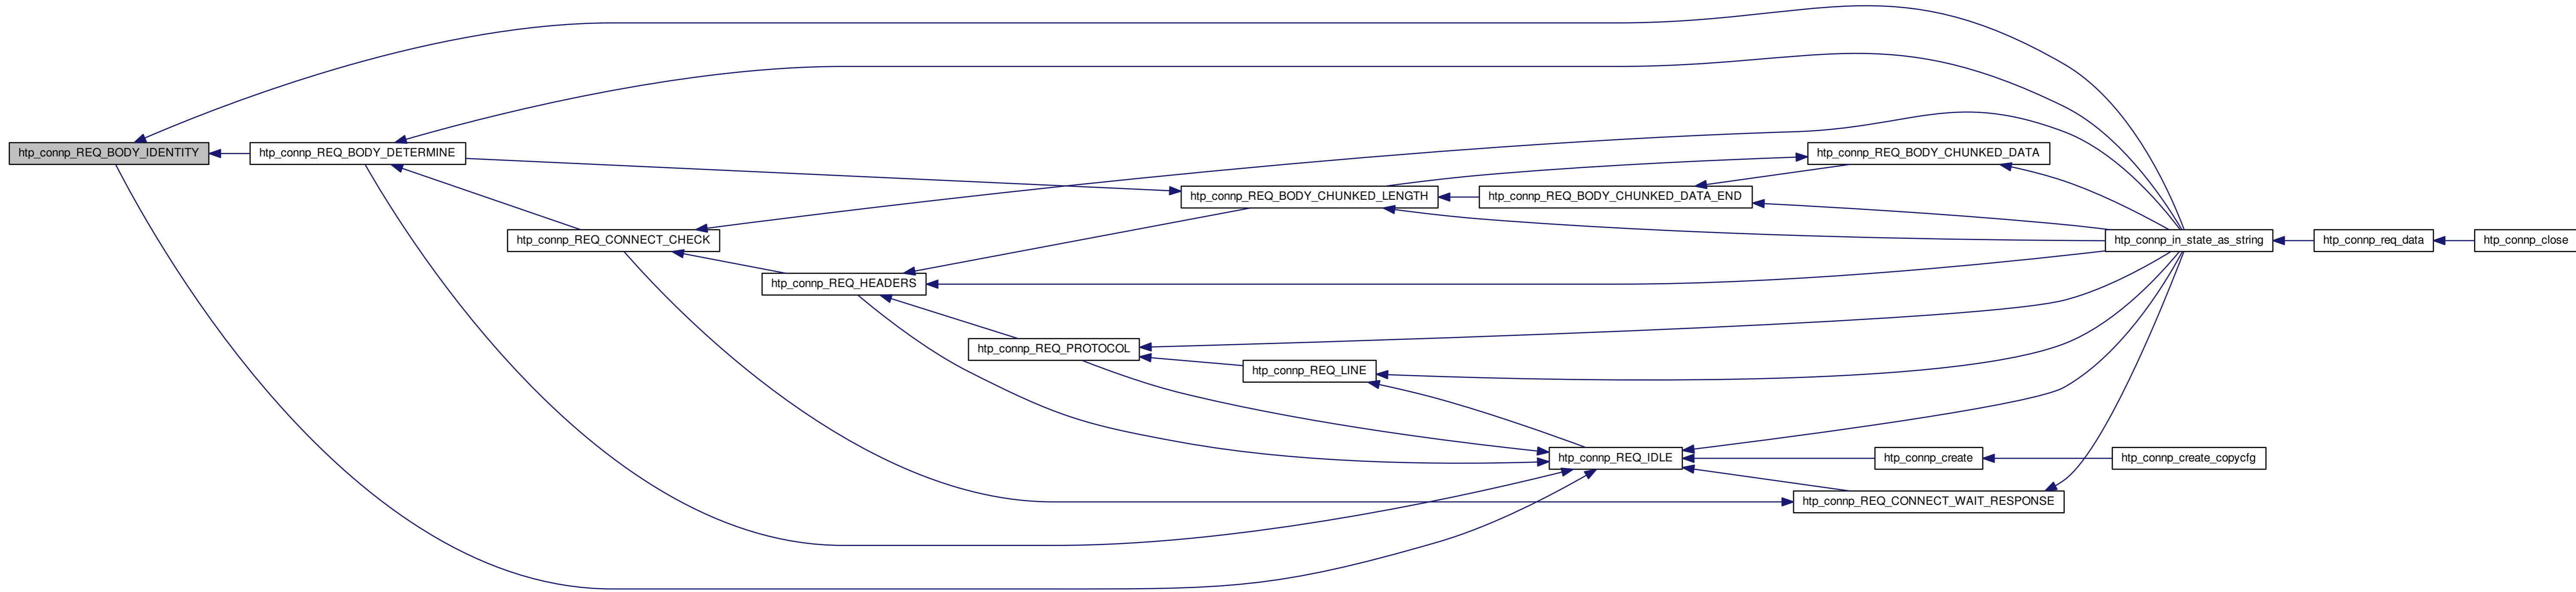 htp_connp_REQ_BODY_IDENTITY
htp_connp_REQ_BODY_DETERMINE
htp_connp_REQ_BODY_CHUNKED_DATA
htp_connp_REQ_BODY_CHUNKED_LENGTH
htp_connp_REQ_BODY_CHUNKED_DATA_END
htp_connp_REQ_CONNECT_CHECK
htp_connp_in_state_as_string
htp_connp_req_data
htp_connp_close
htp_connp_REQ_HEADERS
htp_connp_REQ_PROTOCOL
htp_connp_REQ_LINE
htp_connp_REQ_IDLE
htp_connp_create
htp_connp_create_copycfg
htp_connp_REQ_CONNECT_WAIT_RESPONSE